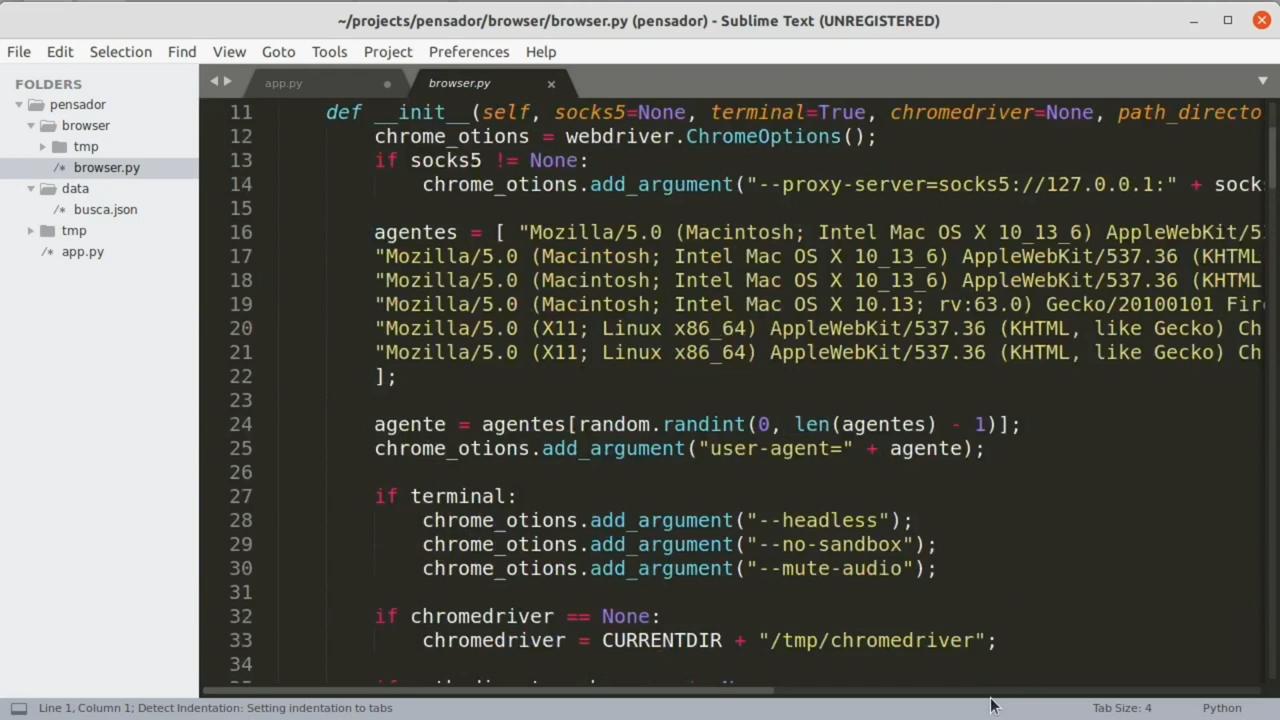 ~/projects/pensador/browser/browser.py (pensador) - Sublime Text (UNREGISTERED)
File Edit Selection Find View Goto Tools Project Preferences Help
FOLDERS
pensador
browser
tmp
/* browser.py
data
/* busca.json
tmp
/* app.py
app.py
browser.py
11 def __init__(self, socks5=None, terminal=True, chromedriver=None, path_directo
12 chrome_otions = webdriver.ChromeOptions();
13 if socks5 != None:
14 chrome_otions.add_argument("--proxy-server=socks5://127.0.0.1:" + sock
15
16 agentes = [ "Mozilla/5.0 (Macintosh; Intel Mac OS X 10_13_6) AppleWebKit/5
17 "Mozilla/5.0 (Macintosh; Intel Mac OS X 10_13_6) AppleWebKit/537.36 (KHTML
18 "Mozilla/5.0 (Macintosh; Intel Mac OS X 10_13_6) AppleWebKit/537.36 (KHTML
19 "Mozilla/5.0 (Macintosh; Intel Mac OS X 10.13; rv:63.0) Gecko/20100101 Fire
20 "Mozilla/5.0 (X11; Linux x86_64) AppleWebKit/537.36 (KHTML, like Gecko) Ch
21 "Mozilla/5.0 (X11; Linux x86_64) AppleWebKit/537.36 (KHTML, like Gecko) Ch
22 ];
23
24 agente = agentes[random.randint(0, len(agentes) - 1)];
25 chrome_otions.add_argument("user-agent=" + agente);
26
27 if terminal:
28 chrome_otions.add_argument("--headless");
29 chrome_otions.add_argument("--no-sandbox");
30 chrome_otions.add_argument("--mute-audio");
31
32 if chromedriver == None:
33 chromedriver = CURRENTDIR + "/tmp/chromedriver";
34
Line 1, Column 1; Detect Indentation: Setting indentation to tabs
Tab Size: 4
Python